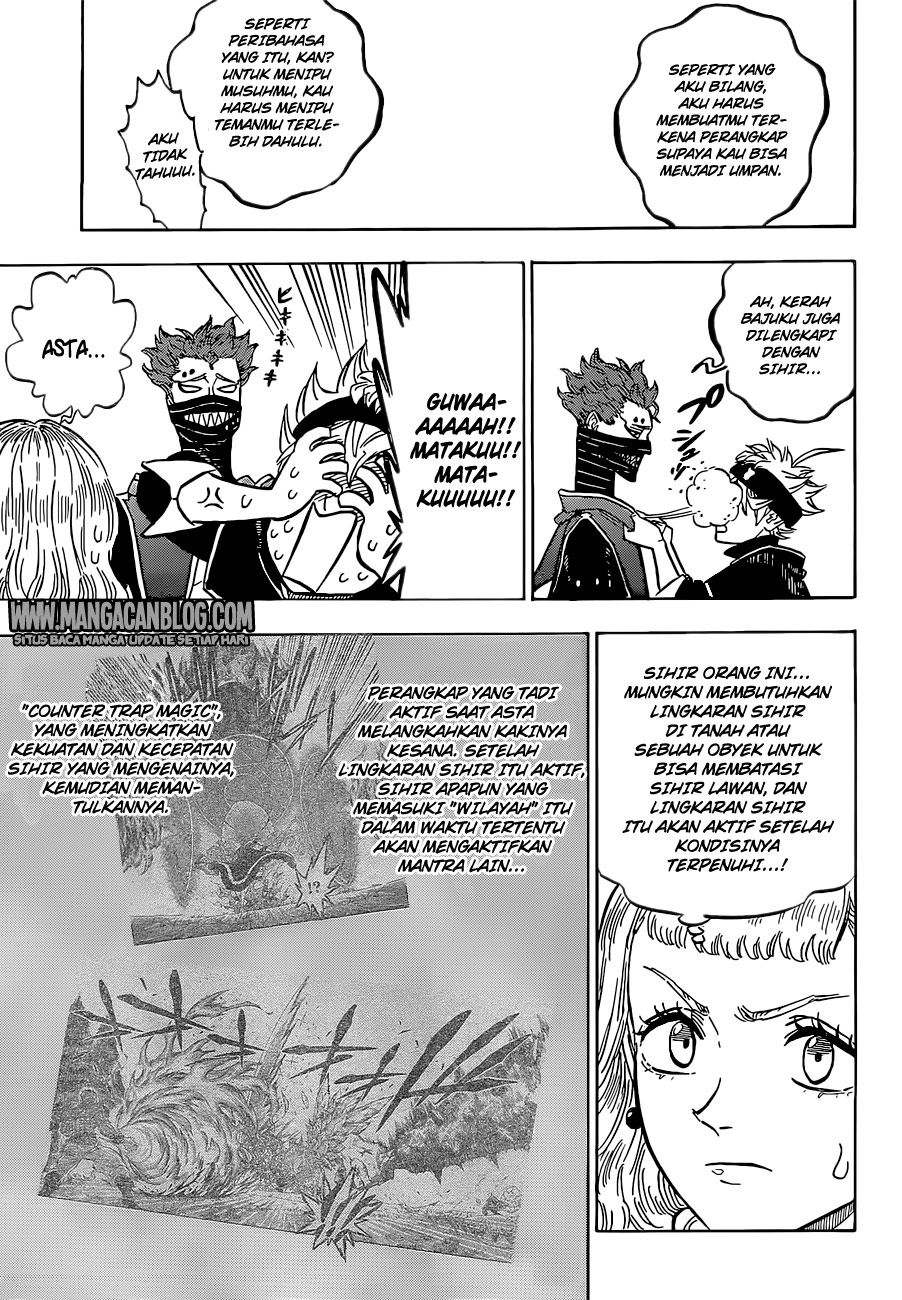 SEPERTI YANG
AKU BILANG,
AKU HARUS
MEMBUATMU TER-
KENA PERANGKAP
SUPAYA KAU BISA
MENJADI UMPAN.
SEPERTI
PERIBAHASA
YANG ITU, KAN?
UNTUK MENIPU
MUSUHMU, KAU
HARUS MENIPU
TEMANMU TERLE-
BIH DAHULU.
AKU
TIDAK
TAHUUU.
AH, KERAH
BAJUKU JUGA
DILENGKAPI
DENGAN
SIHIR...
GUWAA-
AAAAAAH!!
MATAKUU!!
MATA-
KUUUUU!!
ビキキキ
ASTA...
WWW.MANGACANBLOG.COM
SITUS BACA MANGA UPDATE SETIAP HARI
SIHIR ORANG INI...
MUNGKIN MEMBUTUHKAN
LINGKARAN SIHIR
DI TANAH ATAU
SEBUAH OBYEK UNTUK
BISA MEMBATASI
SIHIR LAWAN, DAN
LINGKARAN SIHIR
ITU AKAN AKTIF SETELAH
KONDISINYA
TERPENUHI...!
PERANGKAP YANG TADI
AKTIF SAAT ASTA
MELANGKAHKAN KAKINYA
KESANA. SETELAH
LINGKARAN SIHIR ITU AKTIF,
SIHIR APAPUN YANG
MEMASUKI "WILAYAH" ITU
DALAM WAKTU TERTENTU
AKAN MENGAKTIFKAN
MANTRA LAIN...
"COUNTER TRAP MAGIC",
YANG MENINGKATKAN
KEKUATAN DAN KECEPATAN
SIHIR YANG MENGENAINYA,
KEMUDIAN MEMAN-
TULKANNYA.
!?